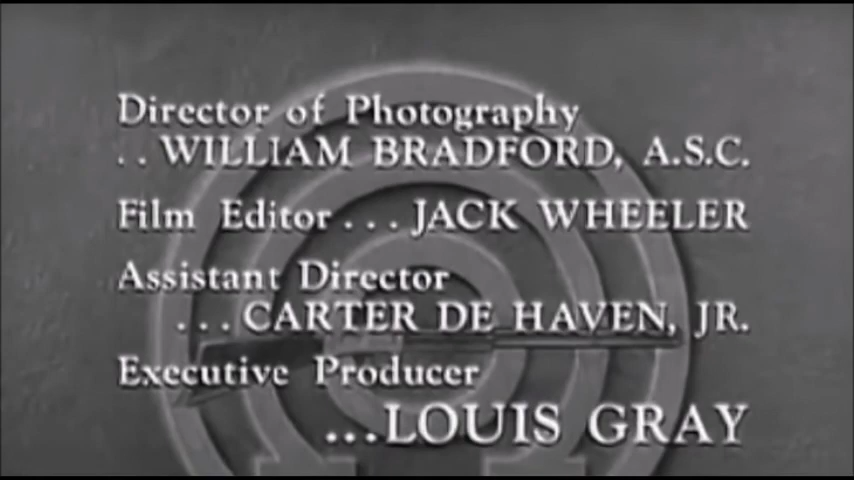 Director of Photography
. . WILLIAM BRADFORD, A.S.C.
Film Editor . . . JACK WHEELER
Assistant Director
. . . CARTER DE HAVEN, JR.
Executive Producer
...LOUIS GRAY